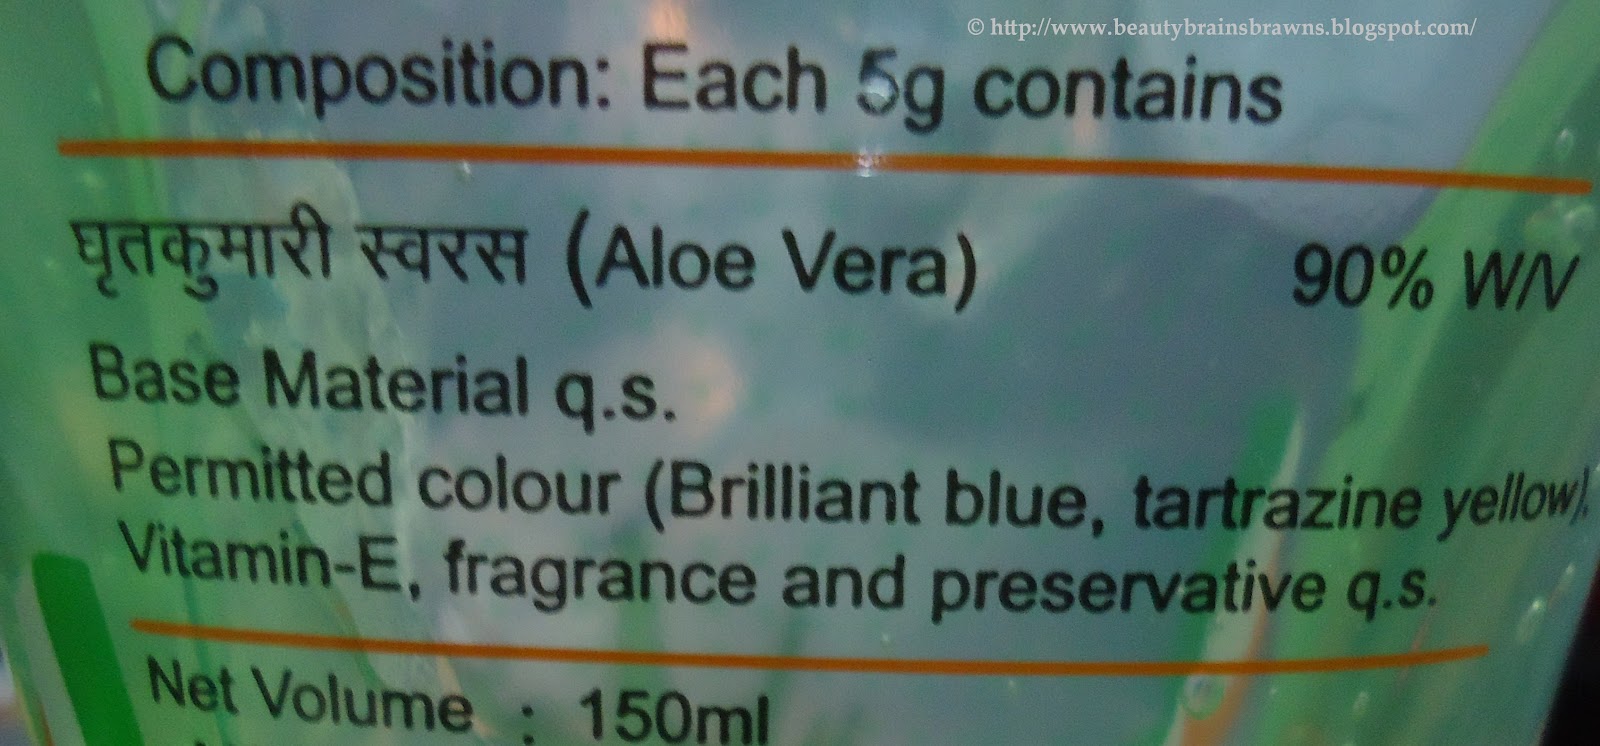 © http://www.beautybrainsbrawns.blogspot.com/
Composition: Each 5g contains
घृतकुमारी स्वरस (Aloe Vera) 90% W/V
Base Material q.s.
Permitted colour (Brilliant blue, tartrazine yellow),
Vitamin-E, fragrance and preservative q.s.
Net Volume : 150ml